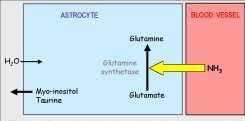 ASTROCYTE
BLOOD VESSEL
Glutamine
H2O
Glutamine
synthetase
NH3
Myo-inositol
Taurine
Glutamate